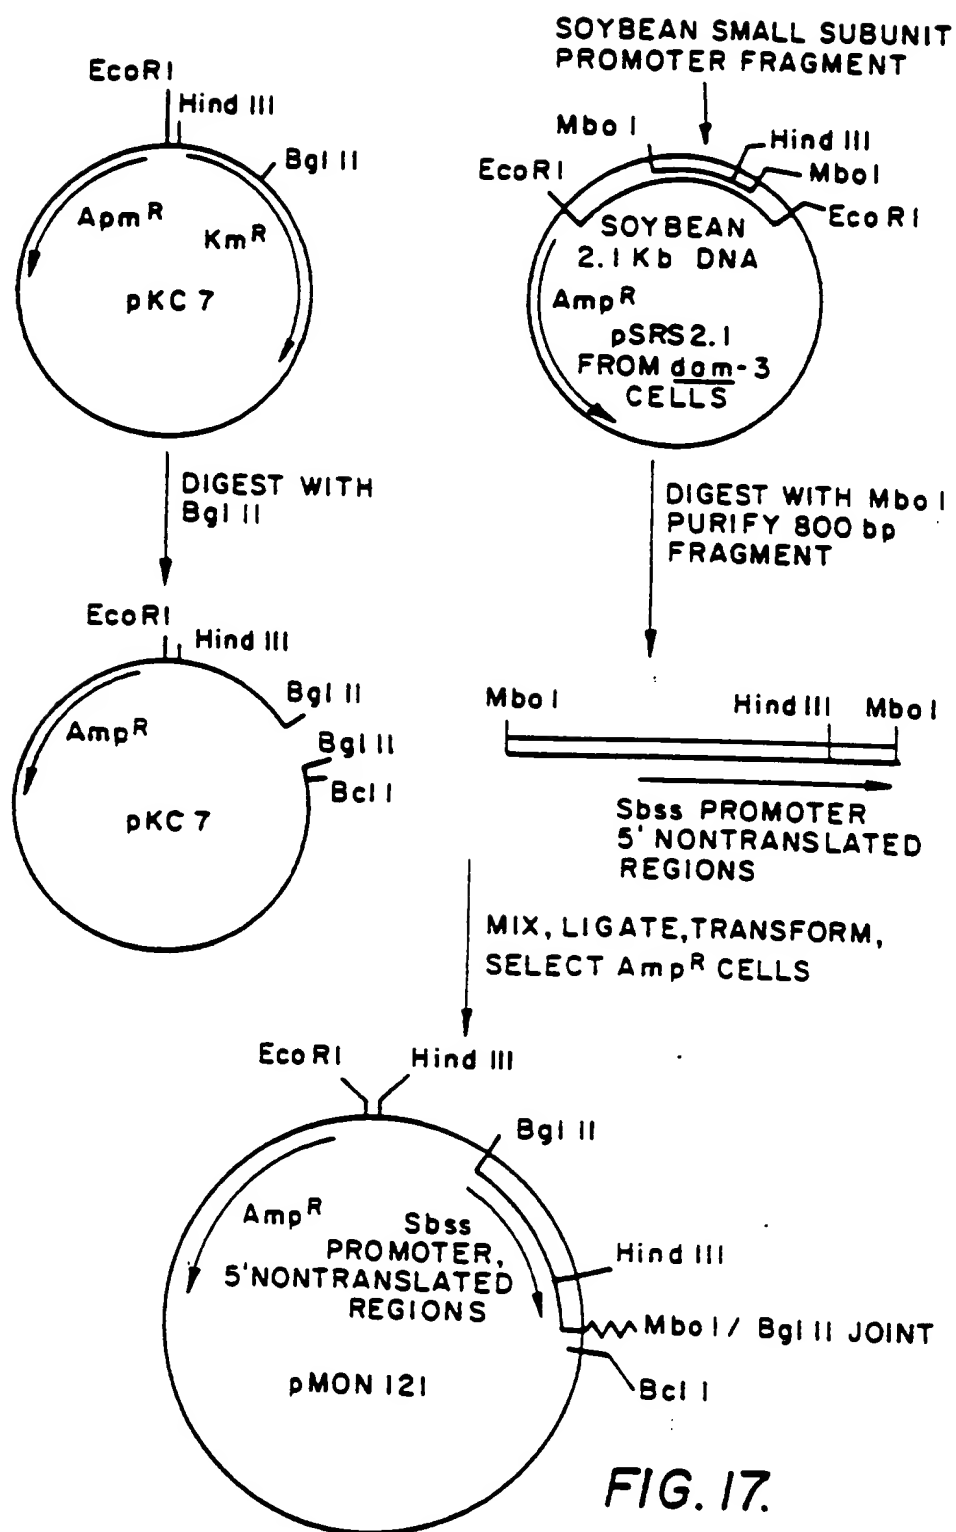 SOYBEAN SMALL SUBUNIT
PROMOTER FRAGMENT
EcoRI
Hind III
Bgl II
Apm R
Km R
pKC 7
Mbo I
Hind III
Mbo I
EcoRI
EcoRI
SOYBEAN
2.1 Kb DNA
Amp R
pSRS2.1
FROM dam-3
CELLS
DIGEST WITH
Bgl II
DIGEST WITH Mbo I
PURIFY 800 bp
FRAGMENT
EcoRI
Hind III
Bgl II
Amp R
Bgl II
Bcl I
pKC 7
Mbo I
Hind III
Mbo I
Sbss PROMOTER
5' NONTRANSLATED
REGIONS
MIX, LIGATE, TRANSFORM,
SELECT Amp R CELLS
EcoRI
Hind III
Bgl II
Amp R
Sbss
PROMOTER,
5' NONTRANSLATED
REGIONS
Hind III
Mbo I / Bgl II JOINT
Bcl I
pMON 121
FIG. 17.